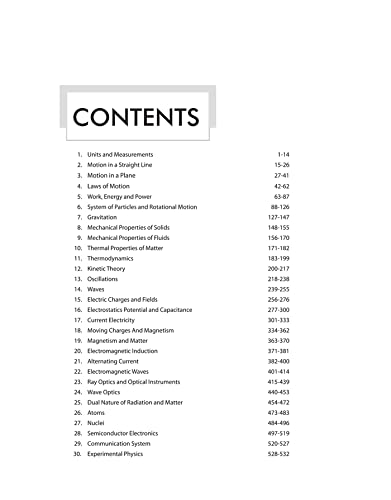 CONTENTS
1. Units and Measurements 1-14
2. Motion in a Straight Line 15-26
3. Motion in a Plane 27-41
4. Laws of Motion 42-62
5. Work, Energy and Power 63-87
6. System of Particles and Rotational Motion 88-126
7. Gravitation 127-147
8. Mechanical Properties of Solids 148-155
9. Mechanical Properties of Fluids 156-170
10. Thermal Properties of Matter 171-182
11. Thermodynamics 183-199
12. Kinetic Theory 200-217
13. Oscillations 218-238
14. Waves 239-255
15. Electric Charges and Fields 256-276
16. Electrostatics Potential and Capacitance 277-300
17. Current Electricity 301-333
18. Moving Charges And Magnetism 334-362
19. Magnetism and Matter 363-370
20. Electromagnetic Induction 371-381
21. Alternating Current 382-400
22. Electromagnetic Waves 401-414
23. Ray Optics and Optical Instruments 415-439
24. Wave Optics 440-453
25. Dual Nature of Radiation and Matter 454-472
26. Atoms 473-483
27. Nuclei 484-496
28. Semiconductor Electronics 497-519
29. Communication System 520-527
30. Experimental Physics 528-532